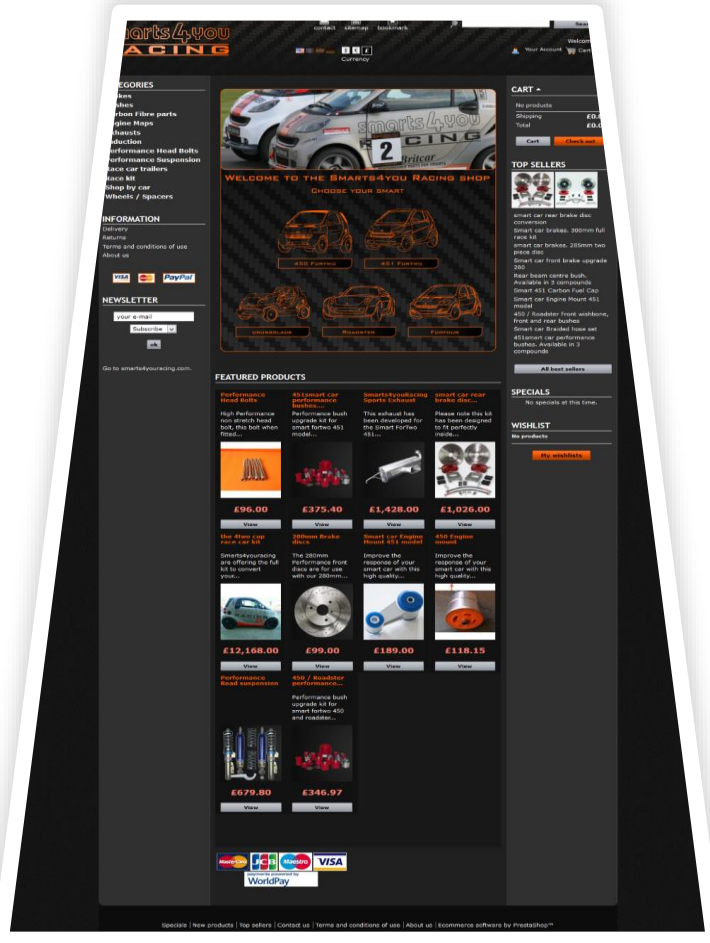 smarts4you
RACING
contact sitemap bookmark
Currency
Your Account
Cart
Brake Maps
Exhausts
Performance Head Bolts
Performance Suspension
Race car trailers
Race kit
Shop by car
Wheels / Spacers
INFORMATION
Delivery
Returns
Terms and conditions of use
About us
VISA PayPal
NEWSLETTER
your e-mail
Subscribe
ok
Go to smarts4youracing.com.
smarts4you
RACING
2
Britcar
WELCOME TO THE SMARTS4YOU RACING SHOP
CHOOSE YOUR SMART
450 FORTWO
451 FORTWO
CROSSBLADE
ROADSTER
FORFOUR
FEATURED PRODUCTS
Performance Head Bolts
High Performance non stretch head bolt, this bolt when fitted...
£96.00
View
451smart car performance bushes....
Performance bush upgrade kit for smart fortwo 451 model...
£375.40
View
Smarts4youRacing Sports Exhaust
This exhaust has been developed for the Smart ForTwo 451...
£1,428.00
View
smart car rear brake disc...
Please note this kit has been designed to fit perfectly inside...
£1,026.00
View
the 4two cup race car kit
Smarts4youracing are offering the full kit to convert your...
£12,168.00
View
280mm Brake discs
The 280mm Performance front discs are for use with our 280mm...
£99.00
View
Smart car Engine Mount 451 model
Improve the response of your smart car with this high quality...
£189.00
View
450 Engine mount
Improve the response of your smart car with this high quality...
£118.15
View
Performance Road suspension
£679.80
View
450 / Roadster performance...
Performance bush upgrade kit for smart fortwo 450 and roadster...
£346.97
View
MasterCard JCB Maestro VISA
payments powered by
WorldPay
CART
No products
Shipping £0.0
Total £0.0
Cart Check out
TOP SELLERS
smart car rear brake disc
conversion
Smart car brakes. 300mm full
race kit
smart car brakes. 285mm two
piece disc
Smart car front brake upgrade
280
Rear beam centre bush.
Available in 3 compounds
Smart 451 Carbon Fuel Cap
Smart car Engine Mount 451
model
450 / Roadster Front wishbone,
front and rear bushes
Smart car Braided hose set
451smart car performance
bushes. Available in 3
compounds
All best sellers
SPECIALS
No specials at this time.
WISHLIST
No products
My wishlists
Specials | New products | Top sellers | Contact us | Terms and conditions of use | About us | Ecommerce software by PrestaShop™